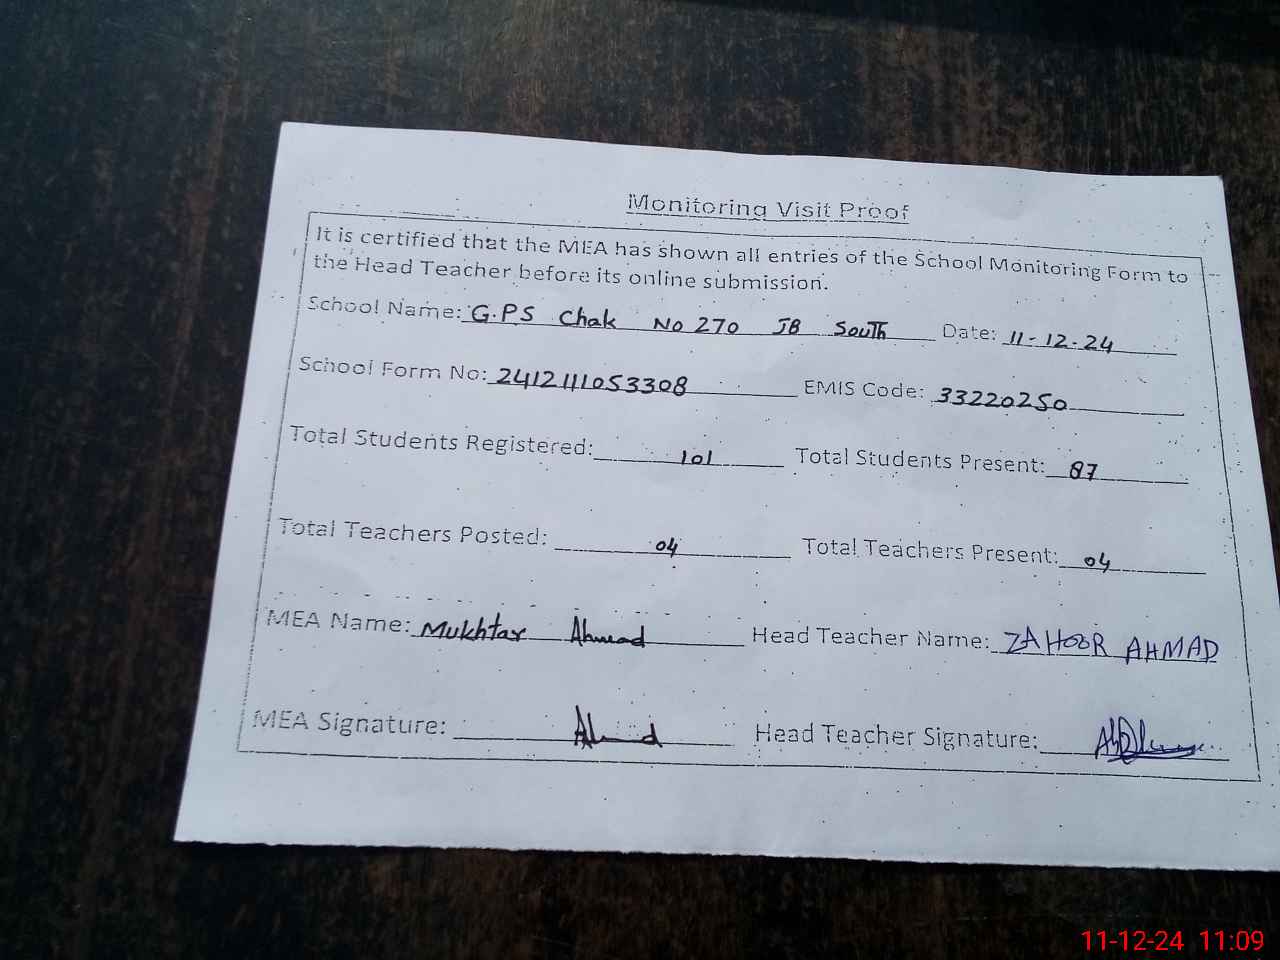 Monitoring Visit Proof
It is certified that the MEA has shown all entries of the School Monitoring Form to
the Head Teacher before its online submission.
School Name: G.PS Chak No 270 JB South Date: 11-12-24
School Form No: 2412111053308 EMIS Code: 33220250
Total Students Registered: 101 Total Students Present: 87
Total Teachers Posted: 04 Total Teachers Present: 04
MEA Name: Mukhtar Ahmad Head Teacher Name: ZAHOOR AHMAD
MEA Signature: Head Teacher Signature:
11-12-24 11:09